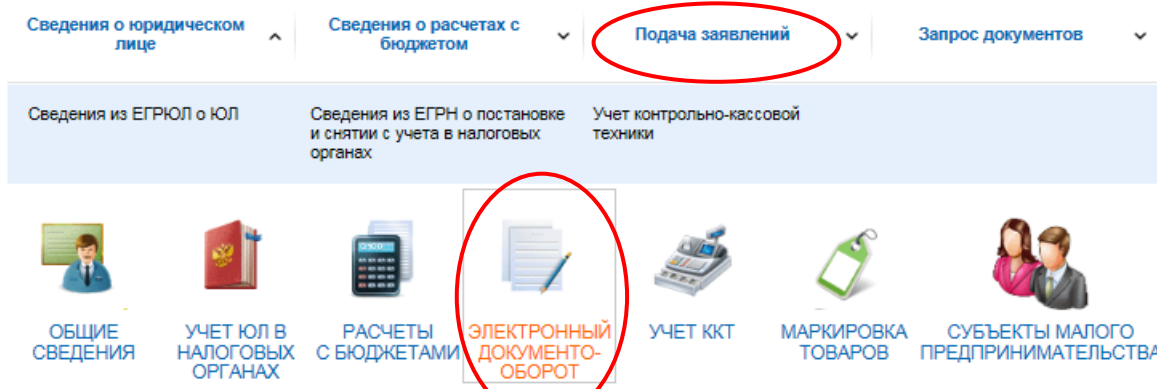 Сведения о юридическом
лице
Сведения о расчетах с
бюджетом
Подача заявлений
Запрос документов
Сведения из ЕГРЮЛ о ЮЛ
Сведения из ЕГРН о постановке
и снятии с учета в налоговых
органах
Учет контрольно-кассовой
техники
ОБЩИЕ
СВЕДЕНИЯ
УЧЕТ ЮЛ В
НАЛОГОВЫХ
ОРГАНАХ
РАСЧЕТЫ
С БЮДЖЕТАМИ
ЭЛЕКТРОННЫЙ
ДОКУМЕНТО-
ОБОРОТ
УЧЕТ ККТ
МАРКИРОВКА
ТОВАРОВ
СУБЪЕКТЫ МАЛОГО
ПРЕДПРИНИМАТЕЛЬСТВА